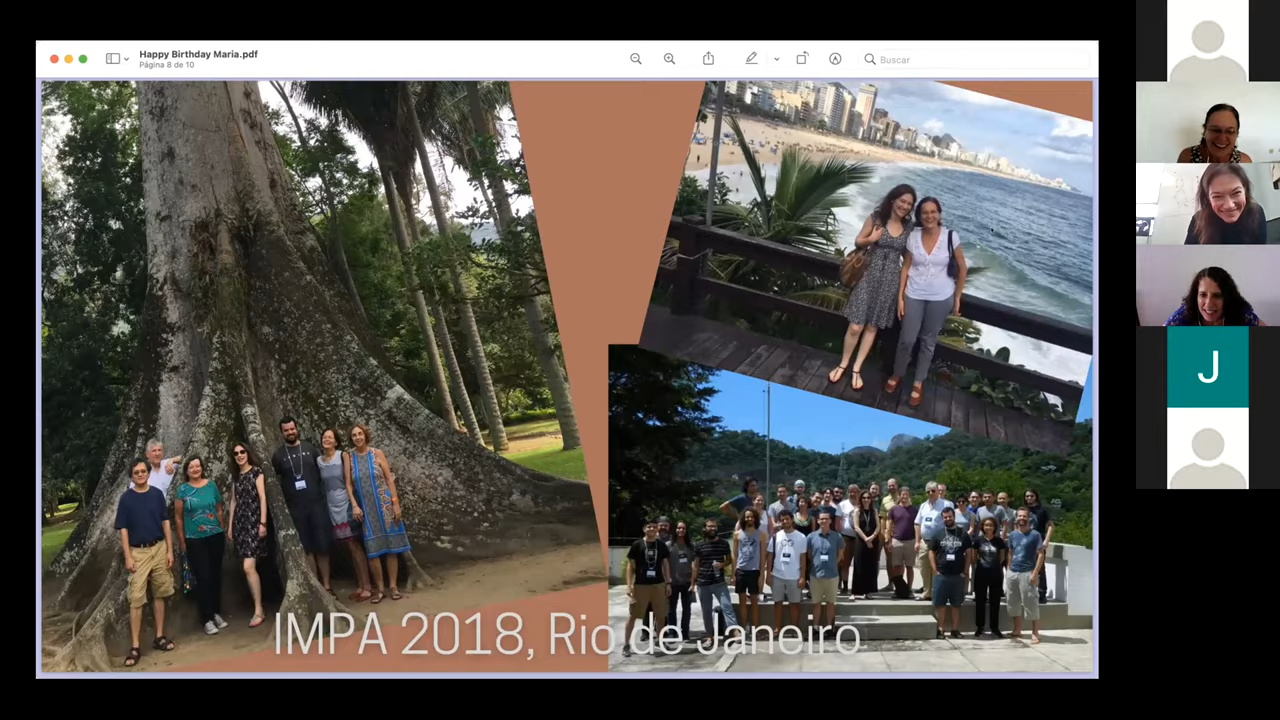 Happy Birthday Maria.pdf
Página 8 de 10
Buscar
IMPA 2018, Rio de Janeiro
J